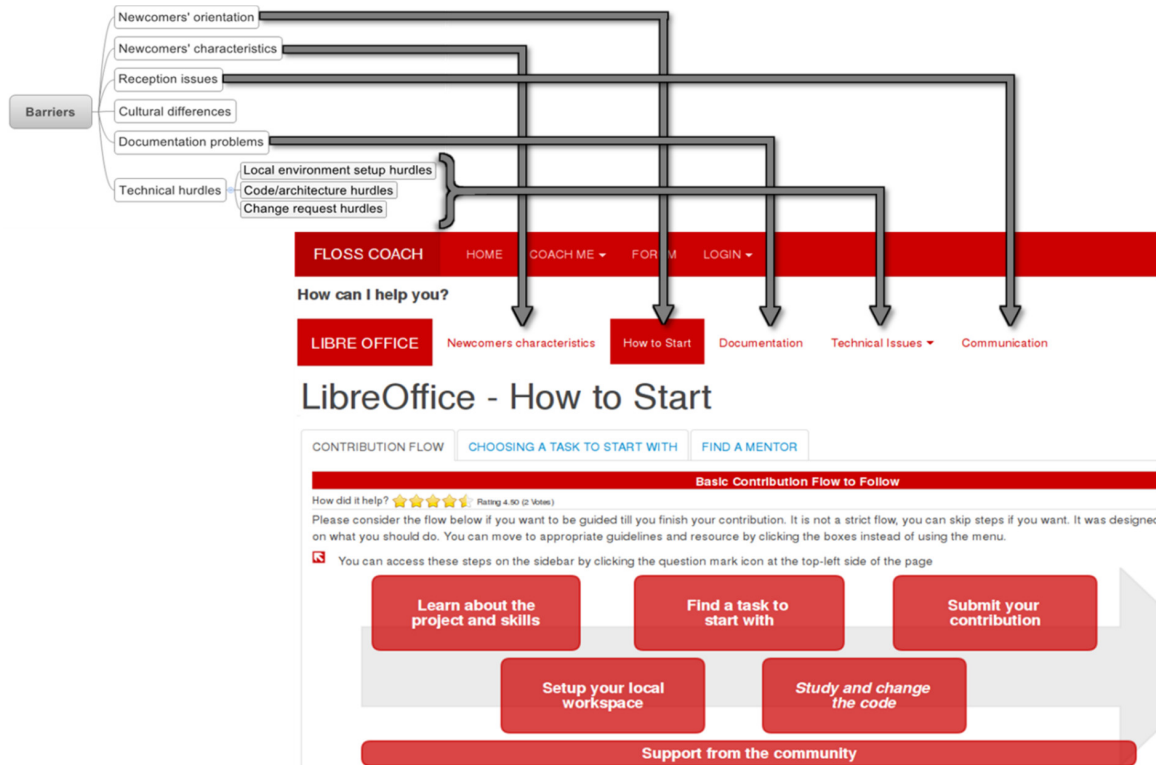 Newcomers' orientation
Newcomers' characteristics
Reception issues
Barriers
Cultural differences
Documentation problems
Local environment setup hurdles
Technical hurdles
Code/architecture hurdles
Change request hurdles
FLOSS COACH HOME COACH ME FORUM LOGIN
How can I help you?
LIBRE OFFICE Newcomers characteristics How to Start Documentation Technical Issues Communication
LibreOffice - How to Start
CONTRIBUTION FLOW CHOOSING A TASK TO START WITH FIND A MENTOR
Basic Contribution Flow to Follow
How did it help? Rating 4.50 (2 Votes)
Please consider the flow below if you want to be guided till you finish your contribution. It is not a strict flow, you can skip steps if you want. It was designed
on what you should do. You can move to appropriate guidelines and resource by clicking the boxes instead of using the menu.
You can access these steps on the sidebar by clicking the question mark icon at the top-left side of the page
Learn about the
project and skills
Find a task to
start with
Submit your
contribution
Setup your local
workspace
Study and change
the code
Support from the community